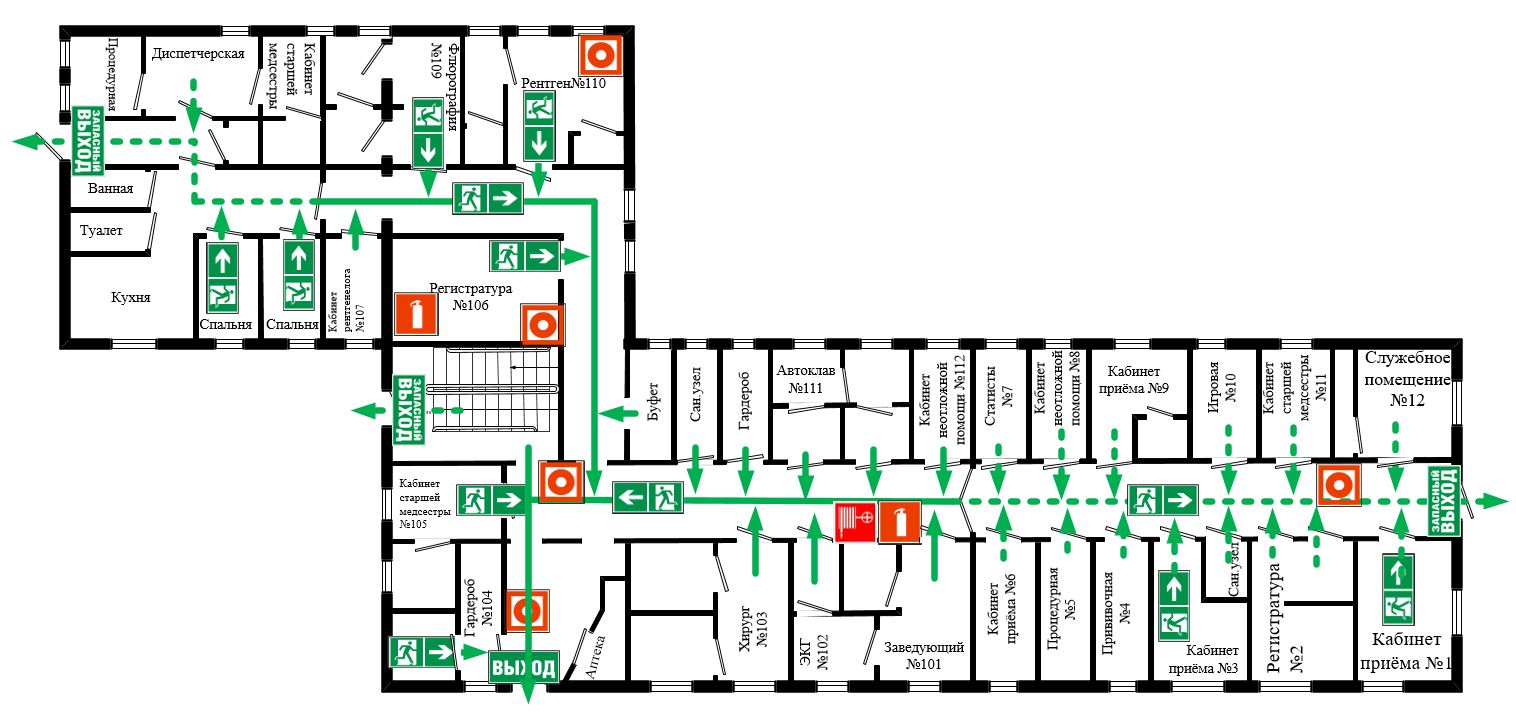 Процедурная
Диспетчерская
Кабинет
старшей
медсестры
Флюрография
№109
Рентген№110
ЗАПАСНЫЙ
ВЫХОД
Ванная
Туалет
Кухня
Спальня
Спальня
Кабинет
рентгенелога
№107
Регистратура
№106
ЗАПАСНЫЙ
ВЫХОД
Буфет
Сан.узел
Гардероб
Автоклав
№111
Кабинет
неотложной
помощи №112
Статисты
№7
Кабинет
неотложной
помощи №8
Кабинет
приёма №9
Игровая
№10
Кабинет
старшей
медсестры
№11
Служебное
помещение
№12
Кабинет
старшей
медсестры
№105
ЗАПАСНЫЙ
ВЫХОД
Гардероб
№104
ВЫХОД
Аптека
Хирург
№103
ЭКГ
№102
Заведующий
№101
Кабинет
приёма №6
Процедурная
№5
Прививочная
№4
Кабинет
приёма №3
Сан.узел
Регистратура
№2
Кабинет
приёма №1